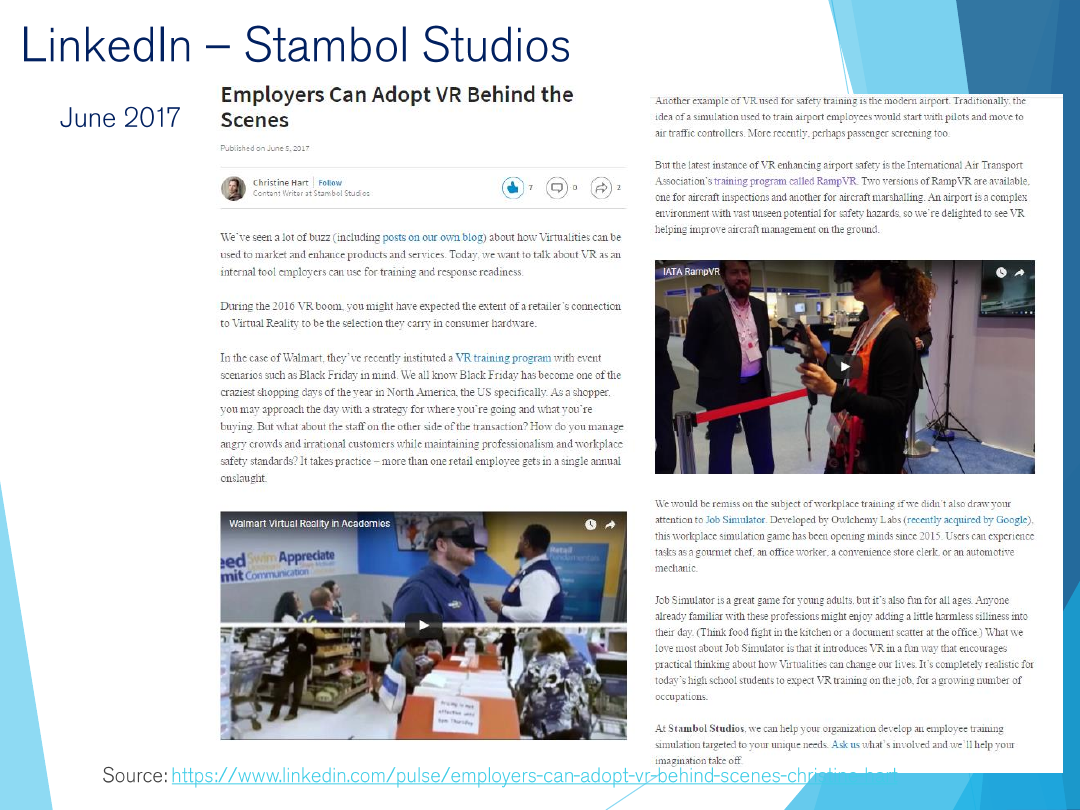 LinkedIn – Stambol Studios
June 2017
Employers Can Adopt VR Behind the
Scenes
Published on June 5, 2017
Christine Hart | Follow
Content Writer at Stambol Studios
7
0
2
We've seen a lot of buzz (including posts on our own blog) about how Virtualities can be
used to market and enhance products and services. Today, we want to talk about VR as an
internal tool employers can use for training and response readiness.
During the 2016 VR boom, you might have expected the extent of a retailer's connection
to Virtual Reality to be the selection they carry in consumer hardware.
In the case of Walmart, they've recently instituted a VR training program with event
scenarios such as Black Friday in mind. We all know Black Friday has become one of the
craziest shopping days of the year in North America, the US specifically. As a shopper,
you may approach the day with a strategy for where you're going and what you're
buying. But what about the staff on the other side of the transaction? How do you manage
angry crowds and irrational customers while maintaining professionalism and workplace
safety standards? It takes practice – more than one retail employee gets in a single annual
onslaught.
Walmart Virtual Reality in Academies
eed Swim Appreciate
mit Communication
Retail
Fundamentals
Another example of VR used for safety training is the modern airport. Traditionally, the
idea of a simulation used to train airport employees would start with pilots and move to
air traffic controllers. More recently, perhaps passenger screening too.
But the latest instance of VR enhancing airport safety is the International Air Transport
Association's training program called RampVR. Two versions of RampVR are available,
one for aircraft inspections and another for aircraft marshalling. An airport is a complex
environment with vast unseen potential for safety hazards, so we're delighted to see VR
helping improve aircraft management on the ground.
IATA RampVR
We would be remiss on the subject of workplace training if we didn't also draw your
attention to Job Simulator. Developed by Owlchemy Labs (recently acquired by Google),
this workplace simulation game has been opening minds since 2015. Users can experience
tasks as a gourmet chef, an office worker, a convenience store clerk, or an automotive
mechanic.
Job Simulator is a great game for young adults, but it's also fun for all ages. Anyone
already familiar with these professions might enjoy adding a little harmless silliness into
their day. (Think food fight in the kitchen or a document scatter at the office.) What we
love most about Job Simulator is that it introduces VR in a fun way that encourages
practical thinking about how Virtualities can change our lives. It's completely realistic for
today's high school students to expect VR training on the job, for a growing number of
occupations.
At Stambol Studios, we can help your organization develop an employee training
simulation targeted to your unique needs. Ask us what's involved and we'll help your
imagination take off.
Source: https://www.linkedin.com/pulse/employers-can-adopt-vr-behind-scenes-christine-hart